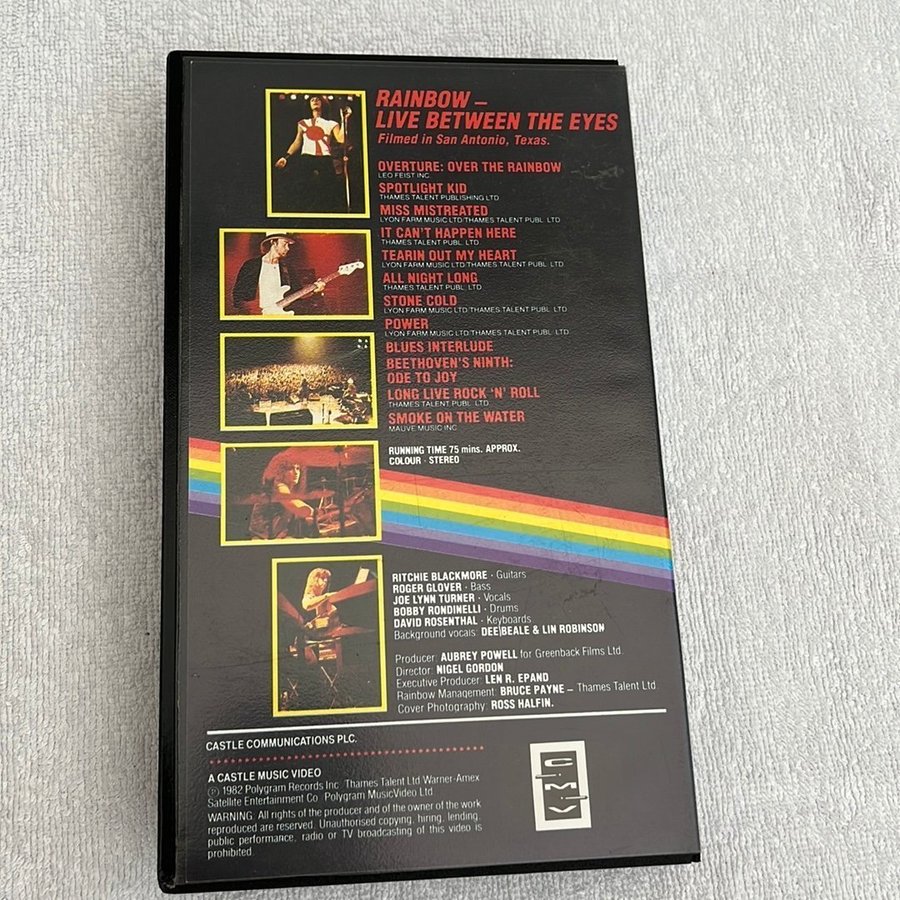 RAINBOW –
LIVE BETWEEN THE EYES
Filmed in San Antonio, Texas.
OVERTURE: OVER THE RAINBOW
LEO FEIST INC.
SPOTLIGHT KID
THAMES TALENT PUBLISHING LTD
MISS MISTREATED
LYON FARM MUSIC LTD/THAMES TALENT PUBL. LTD
IT CAN'T HAPPEN HERE
THAMES TALENT PUBL. LTD
TEARIN OUT MY HEART
LYON FARM MUSIC LTD/THAMES TALENT PUBL. LTD.
ALL NIGHT LONG
THAMES TALENT PUBL. LTD
STONE COLD
LYON FARM MUSIC LTD/THAMES TALENT PUBL. LTD
POWER
LYON FARM MUSIC LTD/THAMES TALENT PUBL. LTD
BLUES INTERLUDE
BEETHOVEN'S NINTH:
ODE TO JOY
LONG LIVE ROCK 'N' ROLL
THAMES TALENT PUBL. LTD
SMOKE ON THE WATER
MAUVE MUSIC INC
RUNNING TIME 75 mins. APPROX.
COLOUR - STEREO
RITCHIE BLACKMORE - Guitars
ROGER GLOVER - Bass
JOE LYNN TURNER - Vocals
BOBBY RONDINELLI - Drums
DAVID ROSENTHAL - Keyboards
Background vocals: DEE BEALE & LIN ROBINSON
Producer: AUBREY POWELL for Greenback Films Ltd.
Director: NIGEL GORDON
Executive Producer: LEN R. EPAND
Rainbow Management: BRUCE PAYNE – Thames Talent Ltd.
Cover Photography: ROSS HALFIN.
CASTLE COMMUNICATIONS PLC.
A CASTLE MUSIC VIDEO
℗ 1982 Polygram Records Inc. Thames Talent Ltd Warner-Amex
Satellite Entertainment Co. Polygram MusicVideo Ltd.
WARNING: All rights of the producer and of the owner of the work
reproduced are reserved. Unauthorised copying, hiring, lending,
public performance, radio or TV broadcasting of this video is
prohibited.
CMV